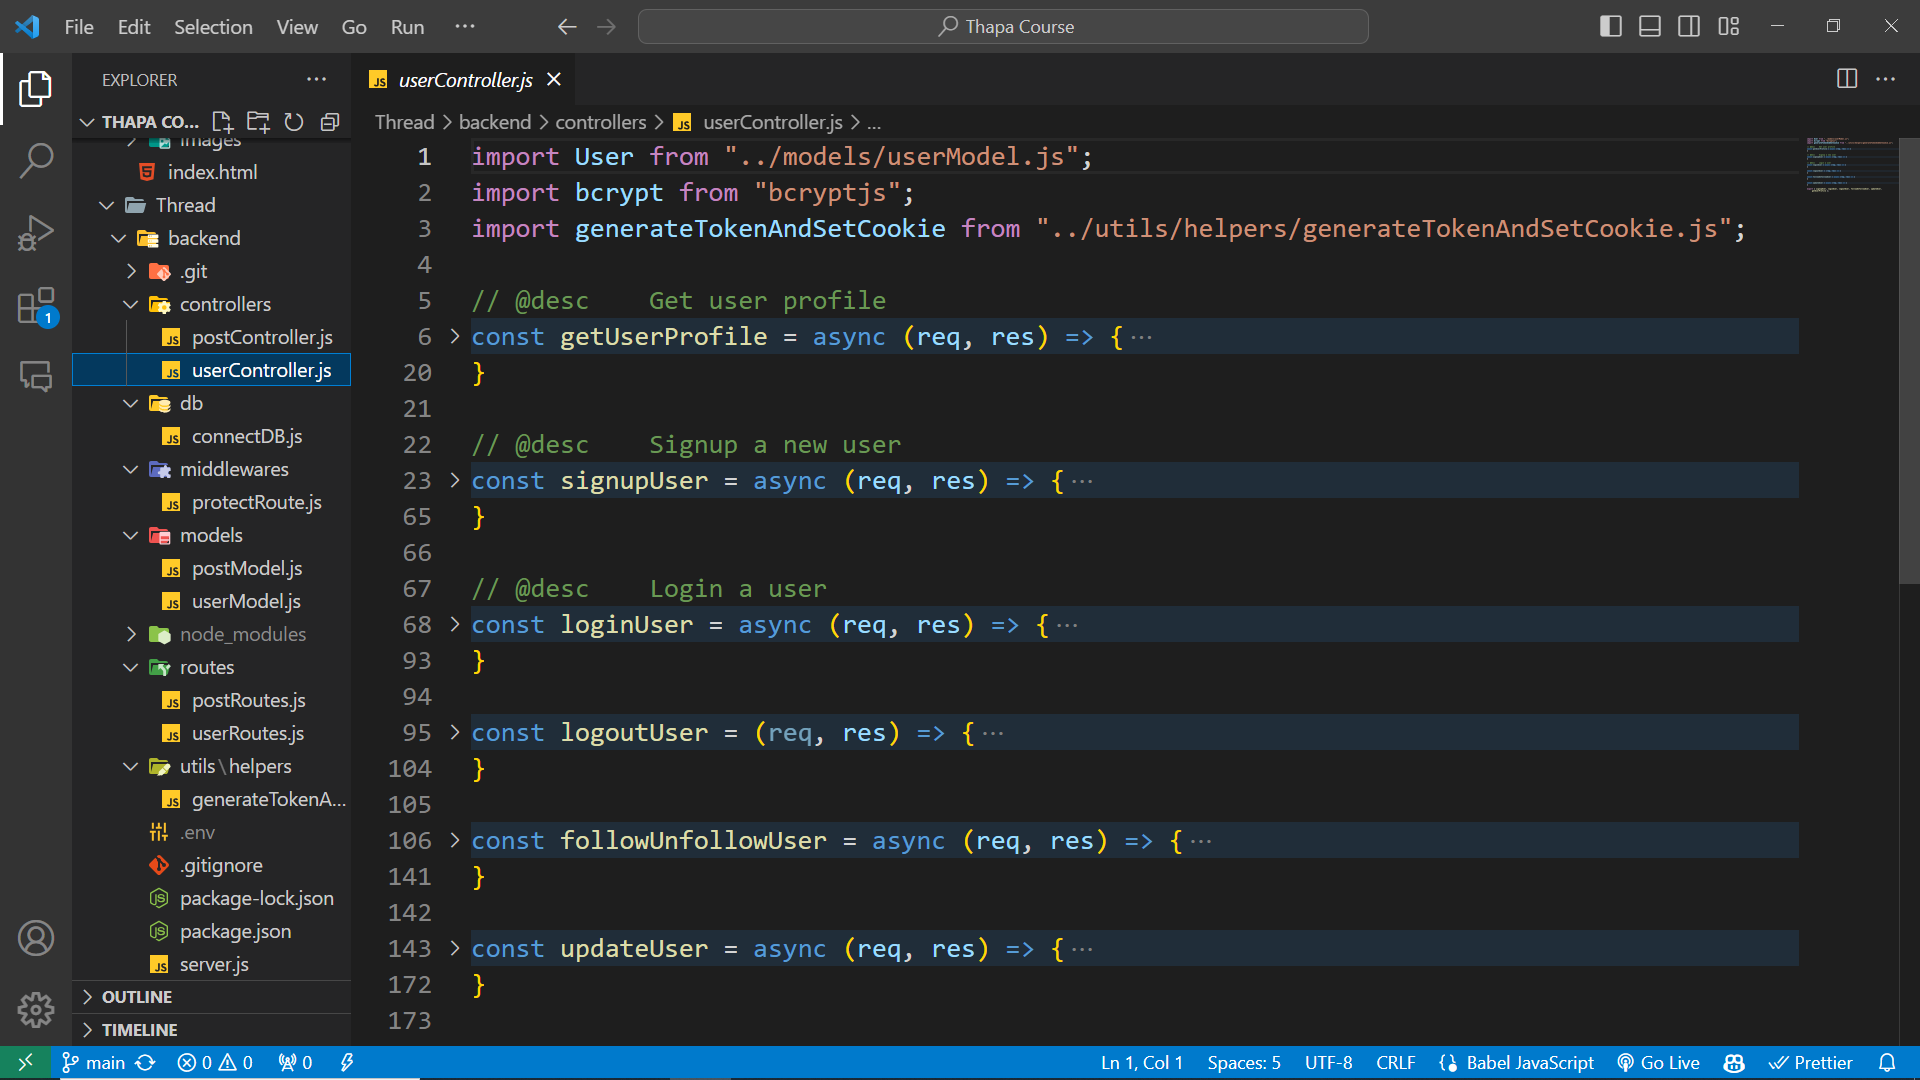 File Edit Selection View Go Run ···
Thapa Course
EXPLORER
THAPA CO...
images
index.html
Thread
backend
.git
controllers
postController.js
userController.js
db
connectDB.js
middlewares
protectRoute.js
models
postModel.js
userModel.js
node_modules
routes
postRoutes.js
userRoutes.js
utils\helpers
generateTokenA...
.env
.gitignore
package-lock.json
package.json
server.js
OUTLINE
TIMELINE
1
userController.js
Thread > backend > controllers > userController.js > ...
1 import User from "../models/userModel.js";
2 import bcrypt from "bcryptjs";
3 import generateTokenAndSetCookie from "../utils/helpers/generateTokenAndSetCookie.js";
4
5 // @desc    Get user profile
6 const getUserProfile = async (req, res) => { ···
20 }
21
22 // @desc    Signup a new user
23 const signupUser = async (req, res) => { ···
65 }
66
67 // @desc    Login a user
68 const loginUser = async (req, res) => { ···
93 }
94
95 const logoutUser = (req, res) => { ···
104 }
105
106 const followUnfollowUser = async (req, res) => { ···
141 }
142
143 const updateUser = async (req, res) => { ···
172 }
173
main 0 0 0 Ln 1, Col 1 Spaces: 5 UTF-8 CRLF Babel JavaScript Go Live Prettier